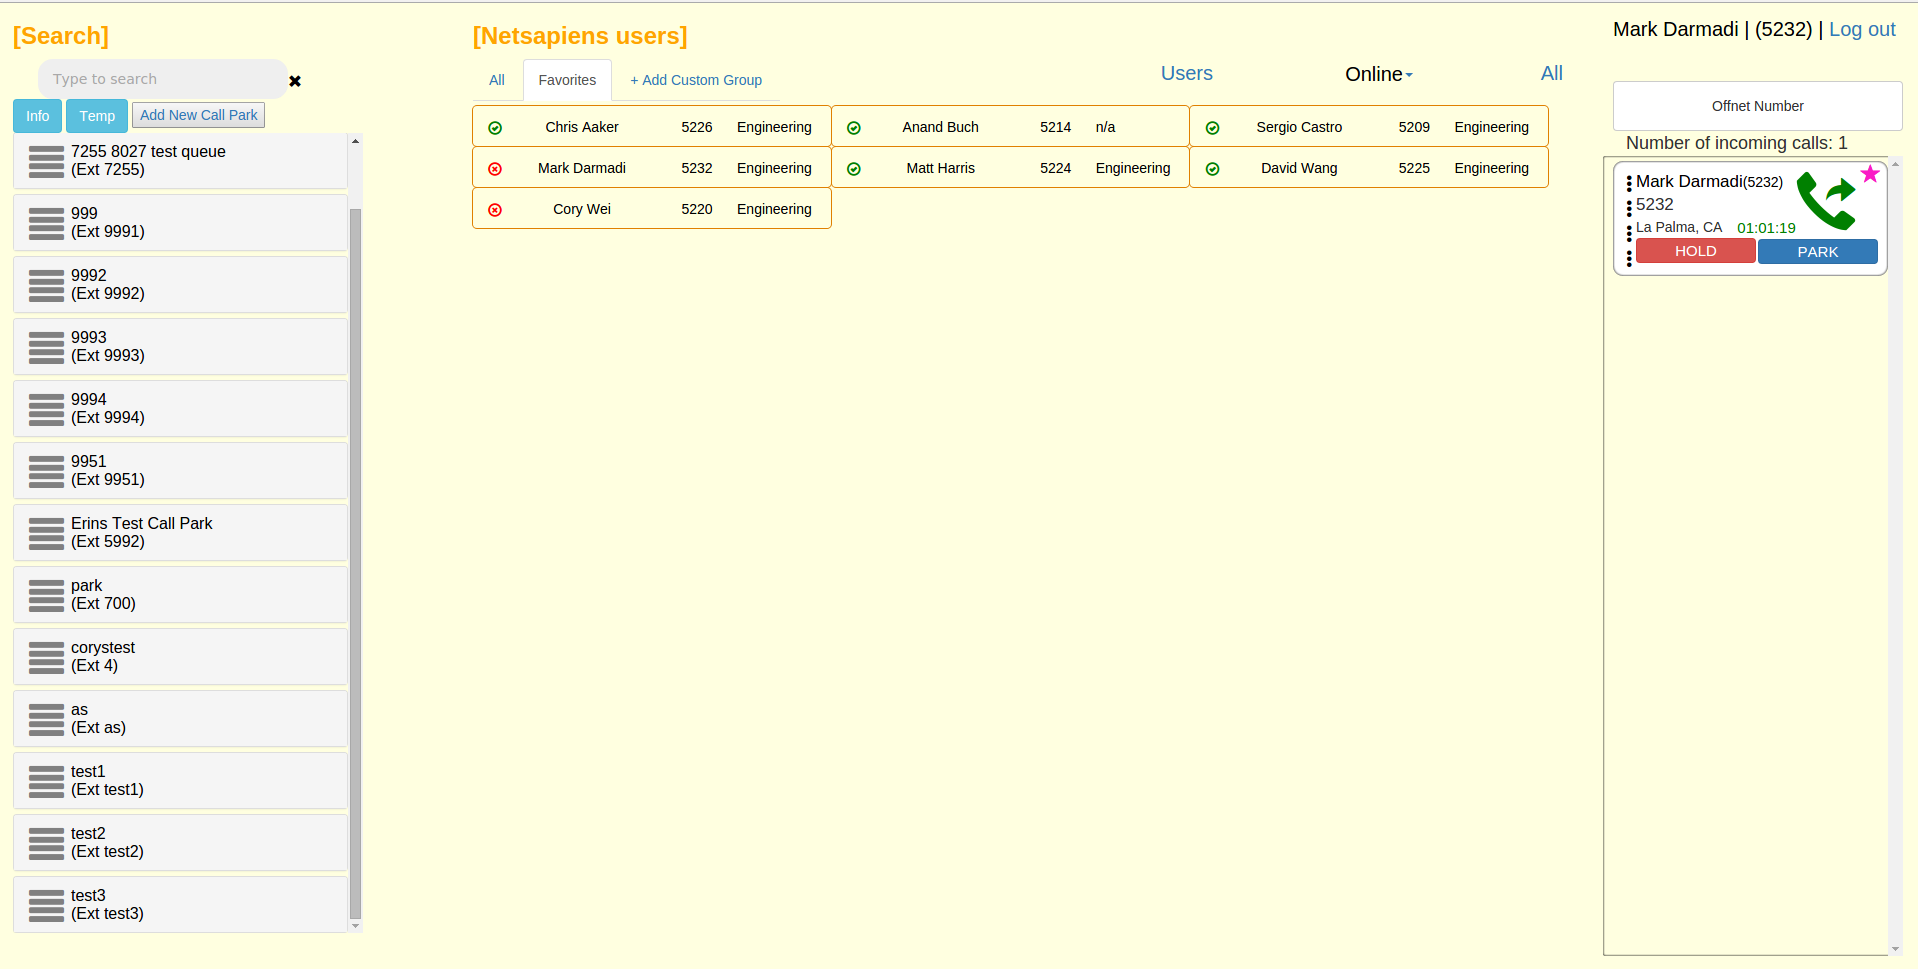 [Search]
Type to search
Info Temp Add New Call Park
7255 8027 test queue
(Ext 7255)
999
(Ext 9991)
9992
(Ext 9992)
9993
(Ext 9993)
9994
(Ext 9994)
9951
(Ext 9951)
Erins Test Call Park
(Ext 5992)
park
(Ext 700)
corystest
(Ext 4)
as
(Ext as)
test1
(Ext test1)
test2
(Ext test2)
test3
(Ext test3)
[Netsapiens users]
All Favorites + Add Custom Group Users Online All
Chris Aaker 5226 Engineering Anand Buch 5214 n/a Sergio Castro 5209 Engineering
Mark Darmadi 5232 Engineering Matt Harris 5224 Engineering David Wang 5225 Engineering
Cory Wei 5220 Engineering
Mark Darmadi | (5232) | Log out
Offnet Number
Number of incoming calls: 1
Mark Darmadi(5232)
5232
La Palma, CA 01:01:19
HOLD PARK